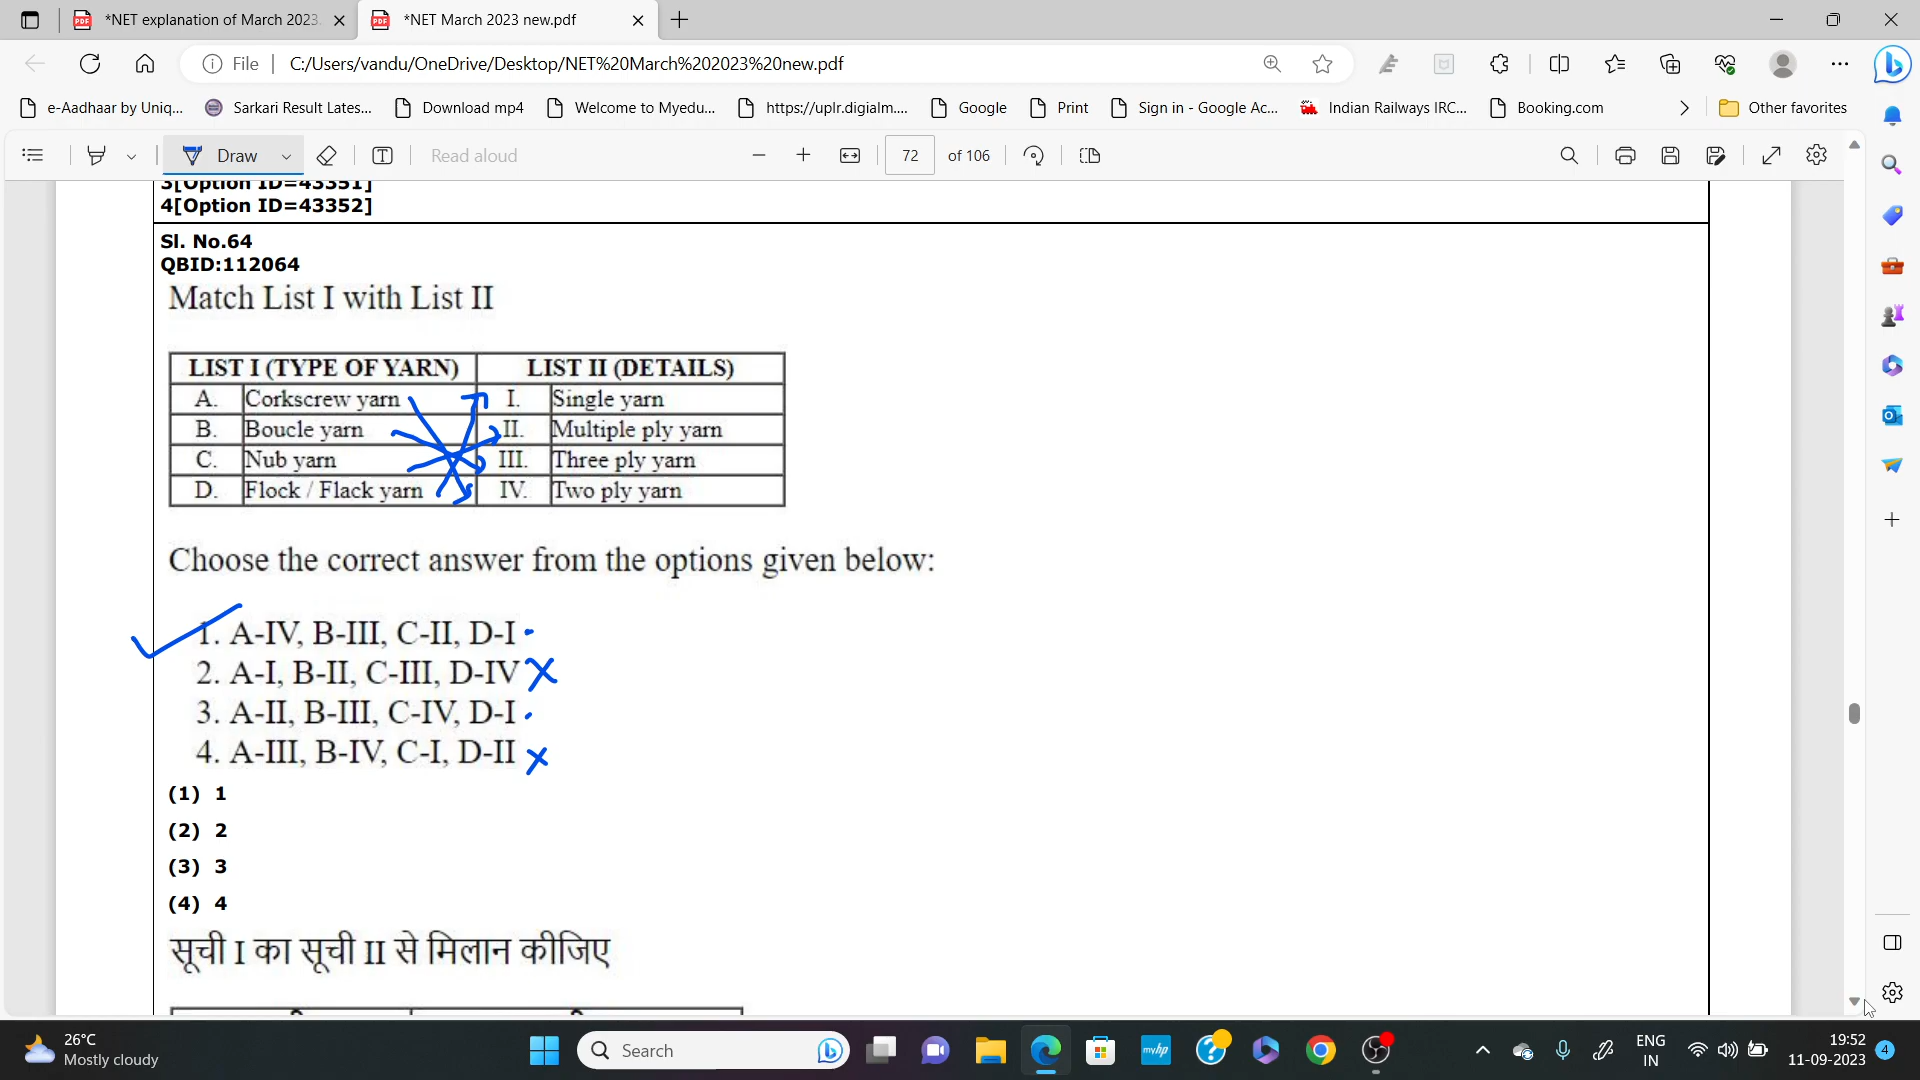 *NET explanation of March 2023
*NET March 2023 new.pdf
File
C:/Users/vandu/OneDrive/Desktop/NET%20March%202023%20new.pdf
e-Aadhaar by Uniq...
Sarkari Result Lates...
Download mp4
Welcome to Myedu...
https://uplr.digialm....
Google
Print
Sign in - Google Ac...
Indian Railways IRC...
Booking.com
Other favorites
Draw
Read aloud
72
of 106
3[Option ID=43351]
4[Option ID=43352]
Sl. No.64
QBID:112064
Match List I with List II
LIST I (TYPE OF YARN) LIST II (DETAILS)
A. Corkscrew yarn I. Single yarn
B. Boucle yarn II. Multiple ply yarn
C. Nub yarn III. Three ply yarn
D. Flock / Flack yarn IV. Two ply yarn
Choose the correct answer from the options given below:
1. A-IV, B-III, C-II, D-I
2. A-I, B-II, C-III, D-IV
3. A-II, B-III, C-IV, D-I
4. A-III, B-IV, C-I, D-II
(1) 1
(2) 2
(3) 3
(4) 4
सूची I का सूची II से मिलान कीजिए
26°C
Mostly cloudy
Search
myhp
ENG
IN
19:52
11-09-2023
4